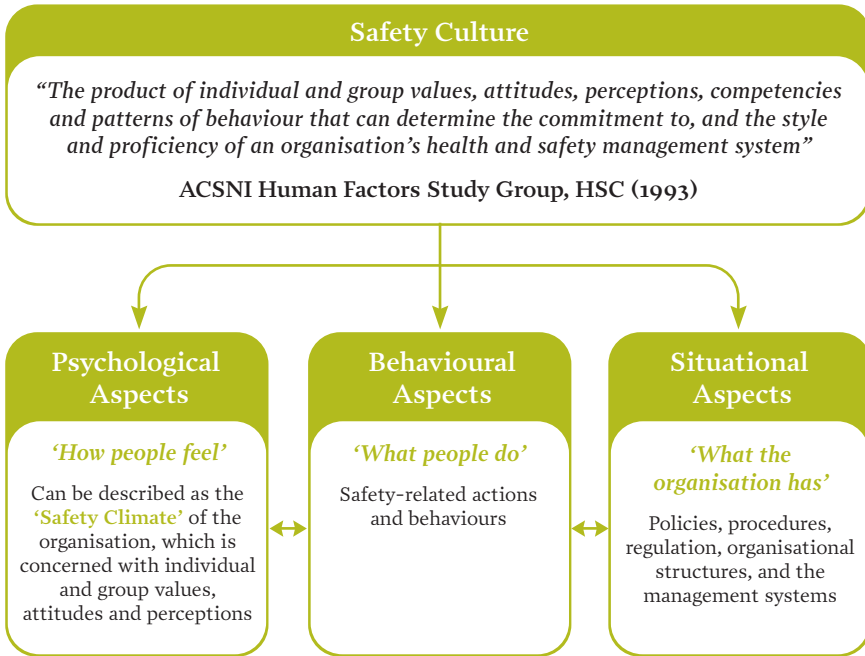 Safety Culture
“The product of individual and group values, attitudes, perceptions, competencies
and patterns of behaviour that can determine the commitment to, and the style
and proficiency of an organisation’s health and safety management system”
ACSNI Human Factors Study Group, HSC (1993)
Psychological
Aspects
‘How people feel’
Can be described as the
‘Safety Climate’ of the
organisation, which is
concerned with individual
and group values,
attitudes and perceptions
Behavioural
Aspects
‘What people do’
Safety-related actions
and behaviours
Situational
Aspects
‘What the
organisation has’
Policies, procedures,
regulation, organisational
structures, and the
management systems